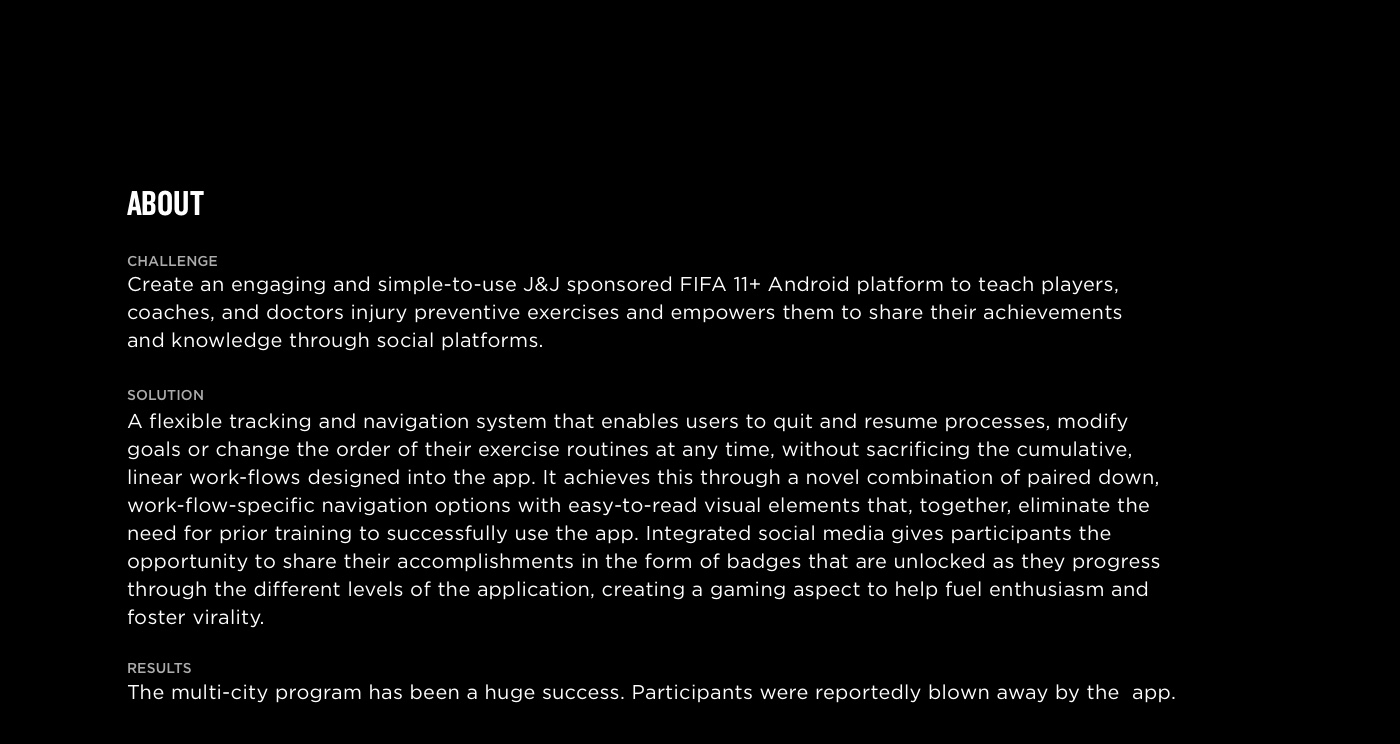 ABOUT
CHALLENGE
Create an engaging and simple-to-use J&J sponsored FIFA 11+ Android platform to teach players,
coaches, and doctors injury preventive exercises and empowers them to share their achievements
and knowledge through social platforms.
SOLUTION
A flexible tracking and navigation system that enables users to quit and resume processes, modify
goals or change the order of their exercise routines at any time, without sacrificing the cumulative,
linear work-flows designed into the app. It achieves this through a novel combination of paired down,
work-flow-specific navigation options with easy-to-read visual elements that, together, eliminate the
need for prior training to successfully use the app. Integrated social media gives participants the
opportunity to share their accomplishments in the form of badges that are unlocked as they progress
through the different levels of the application, creating a gaming aspect to help fuel enthusiasm and
foster virality.
RESULTS
The multi-city program has been a huge success. Participants were reportedly blown away by the  app.